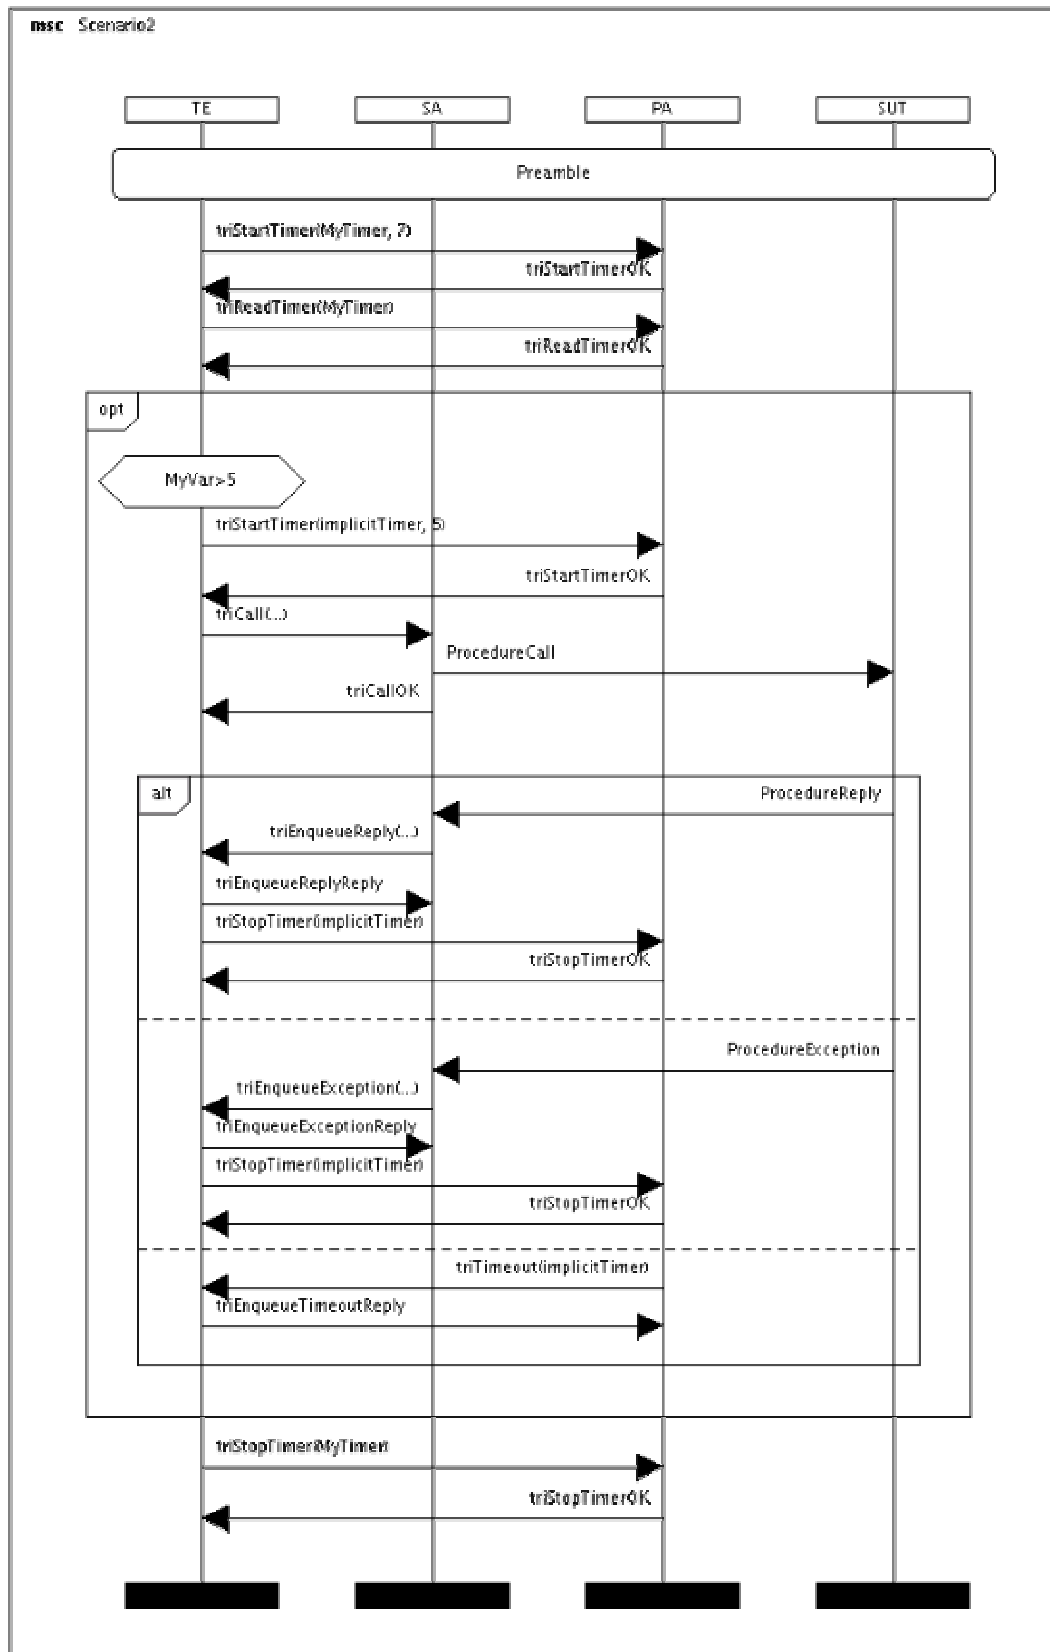 msc Scenario2
TE SA PA SUT
Preamble
triStartTimer(MyTimer, 7)
triStartTimerOK
triReadTimer(MyTimer)
triReadTimerOK
opt
MyVar>5
triStartTimer(implicitTimer, 5)
triStartTimerOK
triCall(...)
ProcedureCall
triCallOK
alt
ProcedureReply
triEnqueueReply(...)
triEnqueueReplyReply
triStopTimer(implicitTimer)
triStopTimerOK
ProcedureException
triEnqueueException(...)
triEnqueueExceptionReply
triStopTimer(implicitTimer)
triStopTimerOK
triTimeout(implicitTimer)
triEnqueueTimeoutReply
triStopTimer(MyTimer)
triStopTimerOK